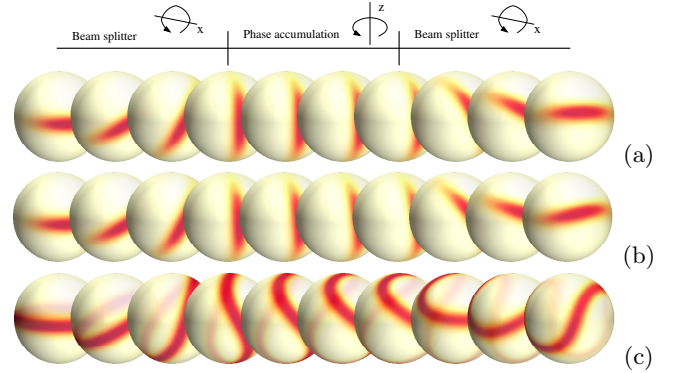 z
x
x
Beam splitter
Phase accumulation
Beam splitter
(a)
(b)
(c)